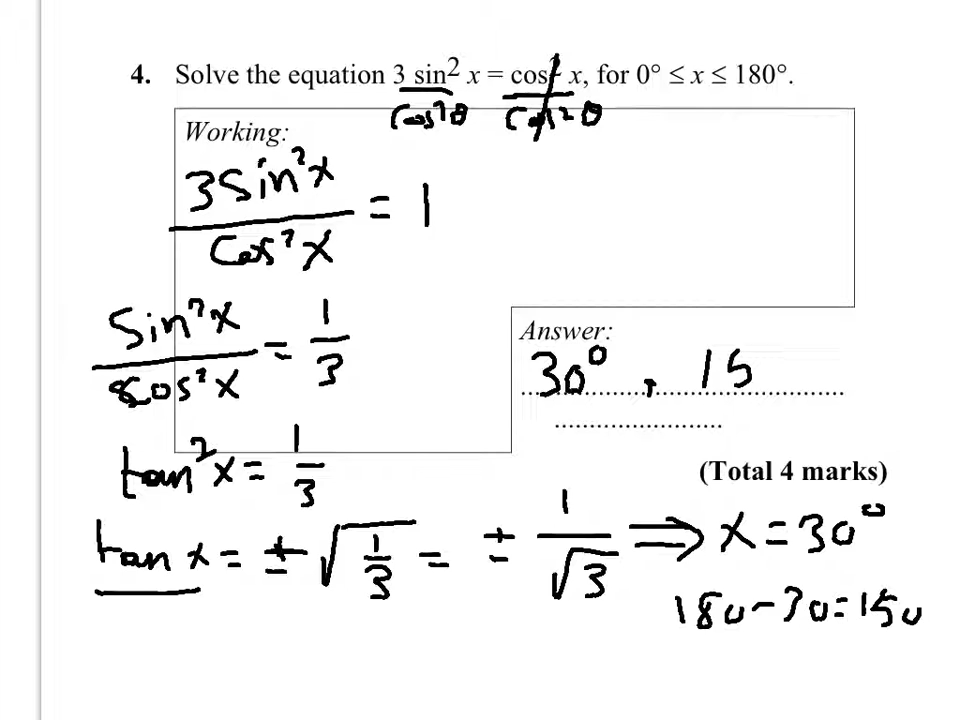 4. Solve the equation 3 sin² x = cos² x, for 0° ≤ x ≤ 180°.
cos²θ cos²θ
Working:
3sin²x / cos²x = 1
sin²x / cos²x = 1/3
Answer:
30°, 15
tan²x = 1/3
(Total 4 marks)
tan x = ± √(1/3) = ± 1/√3 ⇒ x = 30°
180 - 30 = 150